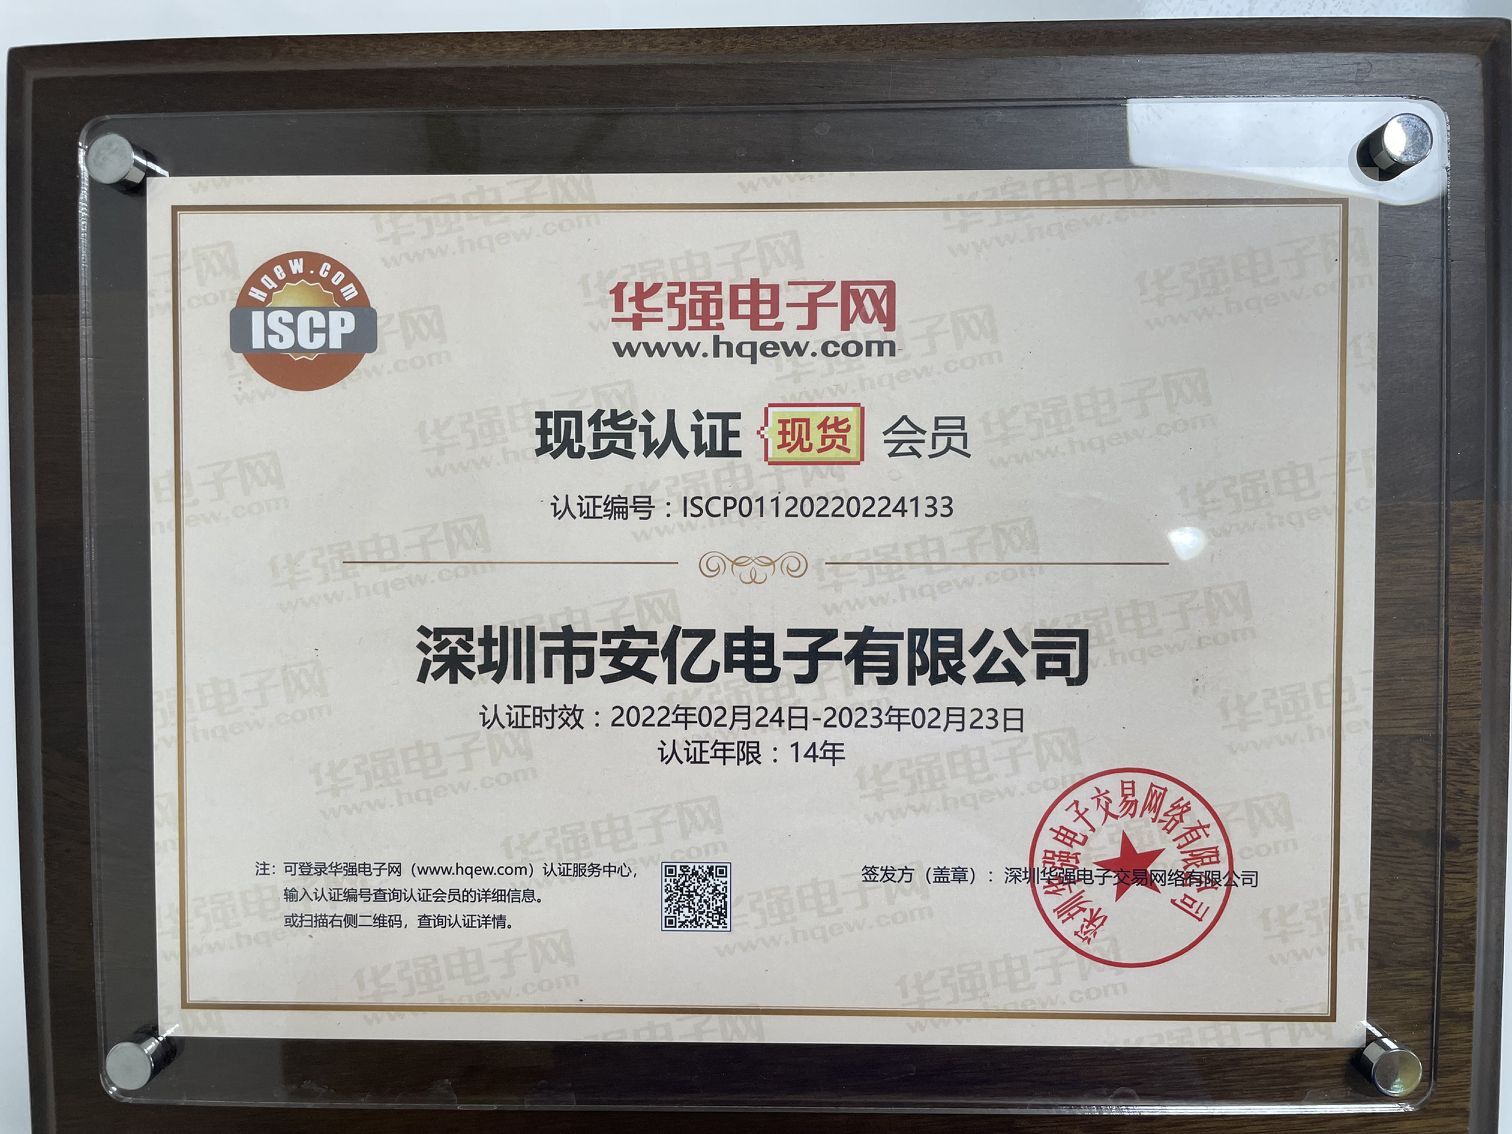 Hqew.com
ISCP
华强电子网
www.hqew.com
现货认证 现货 会员
认证编号：ISCP01120220224133
深圳市安亿电子有限公司
认证时效：2022年02月24日-2023年02月23日
认证年限：14年
注：可登录华强电子网（www.hqew.com）认证服务中心，
输入认证编号查询认证会员的详细信息。
或扫描右侧二维码，查询认证详情。
签发方（盖章）：深圳华强电子交易网络有限公司
深圳华强电子交易网络有限公司